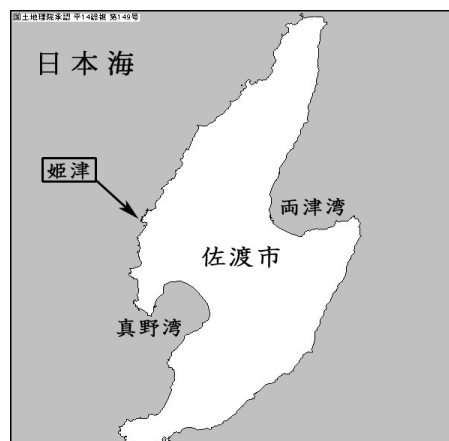 国土地理院承認 平14総複 第149号
日本海
姫津
両津湾
佐渡市
真野湾